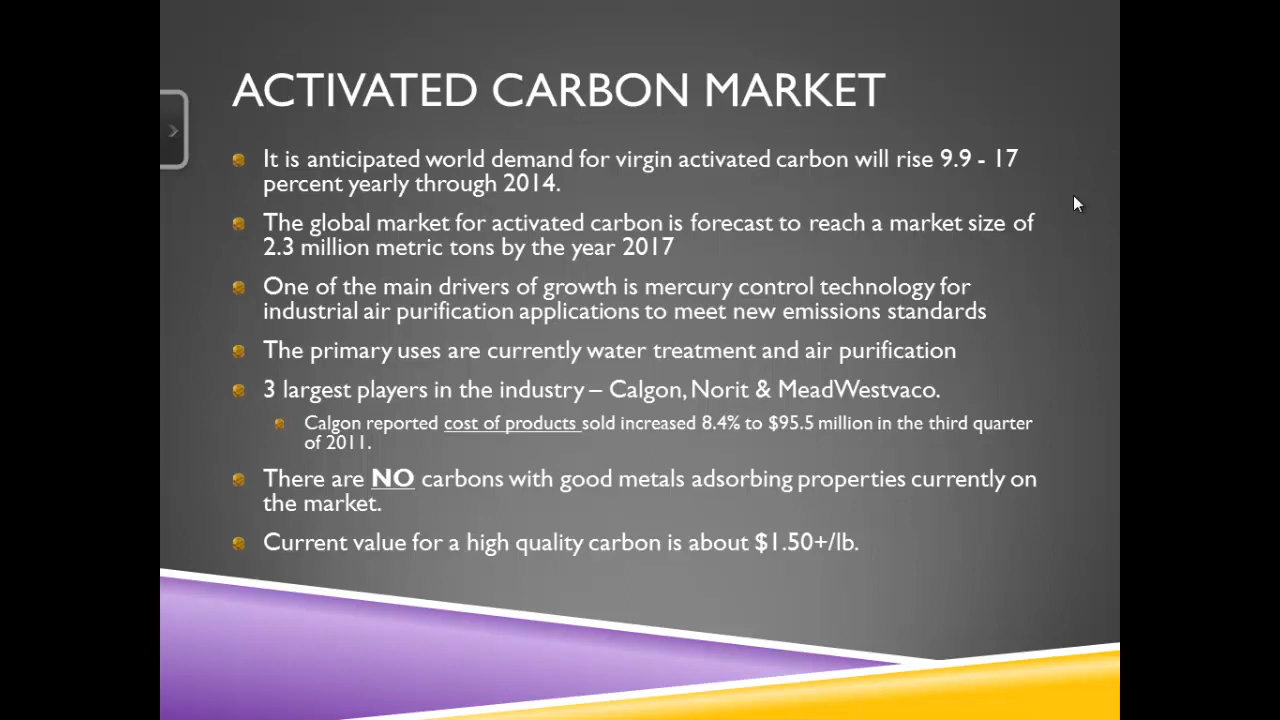 ACTIVATED CARBON MARKET
It is anticipated world demand for virgin activated carbon will rise 9.9 - 17
percent yearly through 2014.
The global market for activated carbon is forecast to reach a market size of
2.3 million metric tons by the year 2017
One of the main drivers of growth is mercury control technology for
industrial air purification applications to meet new emissions standards
The primary uses are currently water treatment and air purification
3 largest players in the industry – Calgon, Norit & MeadWestvaco.
Calgon reported cost of products sold increased 8.4% to $95.5 million in the third quarter
of 2011.
There are NO carbons with good metals adsorbing properties currently on
the market.
Current value for a high quality carbon is about $1.50+/lb.